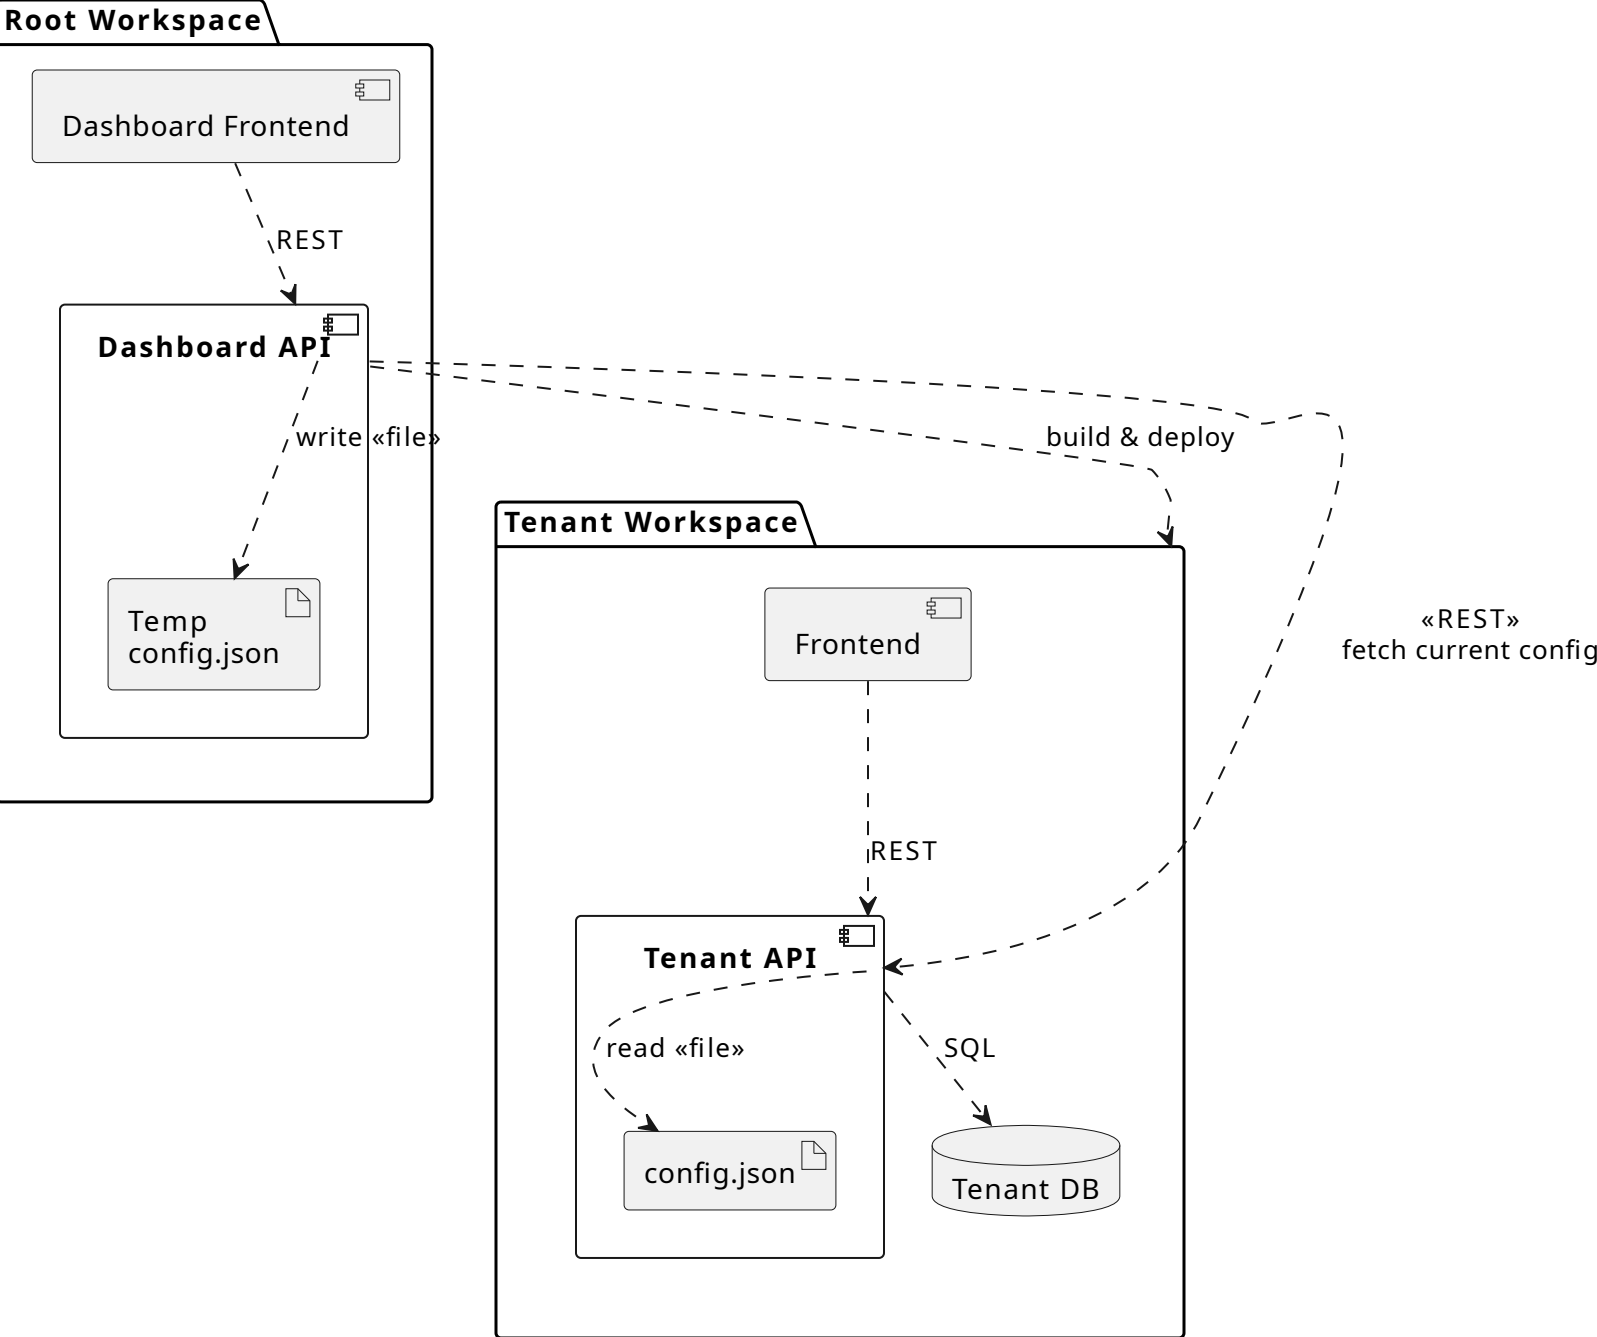 Root Workspace
Dashboard Frontend
REST
Dashboard API
write «file»
build & deploy
Tenant Workspace
Temp
config.json
Frontend
«REST»
fetch current config
REST
Tenant API
read «file»
SQL
config.json
Tenant DB